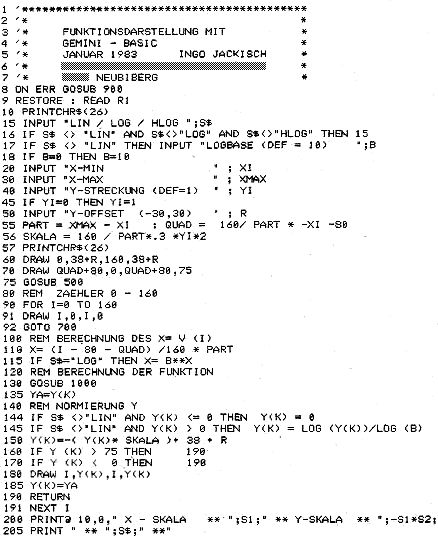 1 '*****************************************
2 '* *
3 '* FUNKTIONSDARSTELLUNG MIT *
4 '* GEMINI - BASIC *
5 '* JANUAR 1983 INGO JACKISCH *
6 '* *
7 '* NEUBIBERG *
8 ON ERR GOSUB 900
9 RESTORE : READ R1
10 PRINTCHR$(26)
15 INPUT "LIN / LOG / HLOG ";S$
16 IF S$ <> "LIN" AND S$<>"LOG" AND S$<>"HLOG" THEN 15
17 IF S$ <> "LIN" THEN INPUT "LOGBASE (DEF = 10) ";B
18 IF B=0 THEN B=10
20 INPUT "X-MIN " ; XI
30 INPUT "X-MAX " ; XMAX
40 INPUT "Y-STRECKUNG (DEF=1) " ; YI
45 IF YI=0 THEN YI=1
50 INPUT "Y-OFFSET (-30,30) " ; R
55 PART = XMAX - XI : QUAD = 160/ PART * -XI -80
56 SKALA = 160 / PART*.3 *YI*2
57 PRINTCHR$(26)
60 DRAW 0,38+R,160,38+R
70 DRAW QUAD+80,0,QUAD+80,75
75 GOSUB 500
80 REM ZAEHLER 0 - 160
90 FOR I=0 TO 160
91 DRAW I,0,I,0
92 GOTO 700
100 REM BERECHNUNG DES X= V (I)
110 X= (I - 80 - QUAD) /160 * PART
115 IF S$="LOG" THEN X= B**X
120 REM BERECHNUNG DER FUNKTION
130 GOSUB 1000
135 YA=Y(K)
140 REM NORMIERUNG Y
144 IF S$ <>"LIN" AND Y(K) <= 0 THEN Y(K) = 0
145 IF S$ <>"LIN" AND Y(K) > 0 THEN Y(K) = LOG (Y(K))/LOG (B)
150 Y(K)=-( Y(K)* SKALA )+ 38 + R
160 IF Y (K) > 75 THEN 190
170 IF Y (K) < 0 THEN 190
180 DRAW I,Y(K),I,Y(K)
185 Y(K)=YA
190 RETURN
191 NEXT I
200 PRINT@ 10,0," X - SKALA ** ";S1;" ** Y-SKALA ** ";-S1*S2;
205 PRINT " ** ";S$;" **"